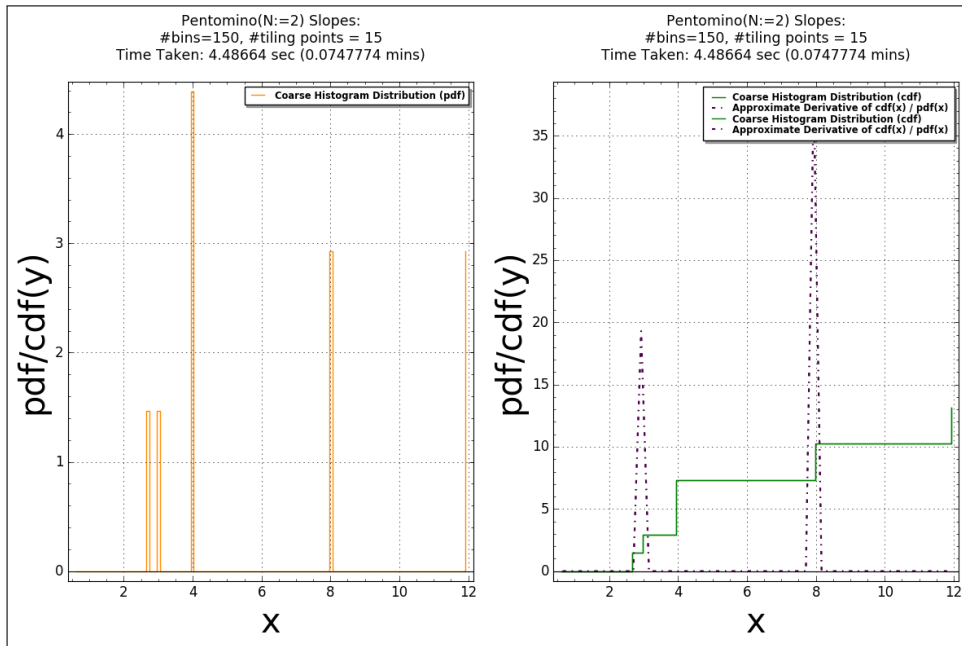 Pentomino(N:=2) Slopes:
#bins=150, #tiling points = 15
Time Taken: 4.48664 sec (0.0747774 mins)
Coarse Histogram Distribution (pdf)
pdf/cdf(y)
4
3
2
1
0
2
4
6
8
10
12
x
Pentomino(N:=2) Slopes:
#bins=150, #tiling points = 15
Time Taken: 4.48664 sec (0.0747774 mins)
Coarse Histogram Distribution (cdf)
Approximate Derivative of cdf(x) / pdf(x)
Coarse Histogram Distribution (cdf)
Approximate Derivative of cdf(x) / pdf(x)
pdf/cdf(y)
35
30
25
20
15
10
5
0
2
4
6
8
10
12
x